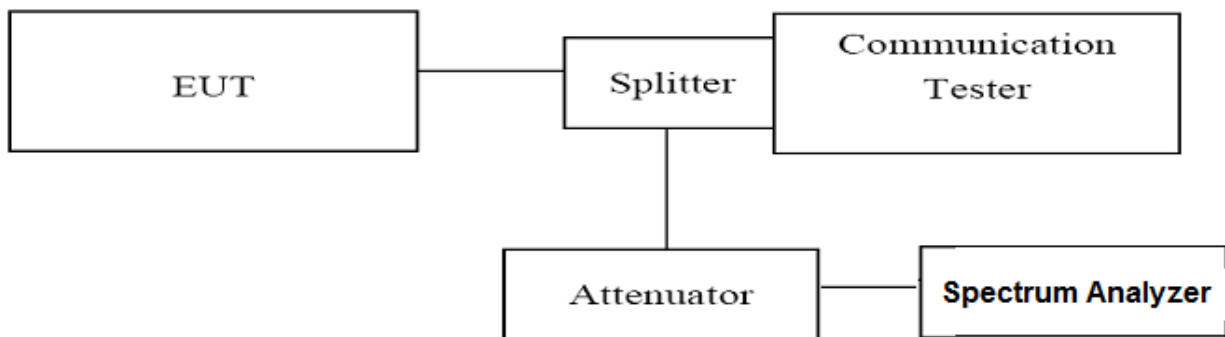 EUT
Splitter
Communication
Tester
Attenuator
Spectrum Analyzer